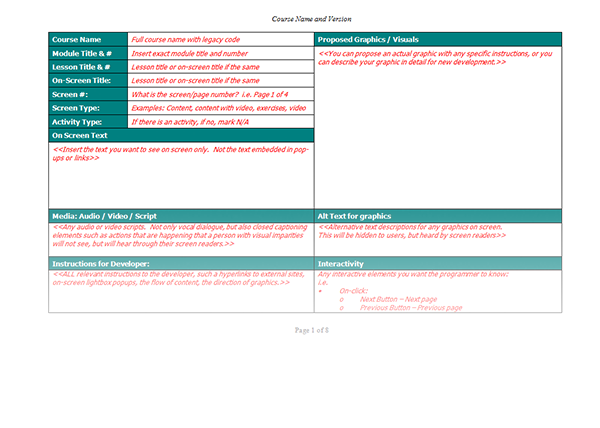 Course Name and Version
Course Name Full course name with legacy code
Module Title & # Insert exact module title and number
Lesson Title & # Lesson title or on-screen title if the same
On-Screen Title: Lesson title or on-screen title if the same
Screen #: What is the screen/page number? i.e. Page 1 of 4
Screen Type: Examples: Content, content with video, exercises, video
Activity Type: If there is an activity, if no, mark N/A
On Screen Text
<<Insert the text you want to see on screen only. Not the text embedded in pop-
ups or links>>
Proposed Graphics / Visuals
<<You can propose an actual graphic with any specific instructions, or you
can describe your graphic in detail for new development.>>
Media: Audio / Video / Script
<<Any audio or video scripts. Not only vocal dialogue, but also closed captioning
elements such as actions that are happening that a person with visual imparities
will not see, but will hear through their screen readers.>>
Alt Text for graphics
<<Alternative text descriptions for any graphics on screen.
This will be hidden to users, but heard by screen readers>>
Instructions for Developer:
<<ALL relevant instructions to the developer, such a hyperlinks to external sites,
on-screen lightbox popups, the flow of content, the direction of graphics.>>
Interactivity
Any interactive elements you want the programmer to know:
i.e.
• On-click:
o Next Button – Next page
o Previous Button – Previous page
Page 1 of 8